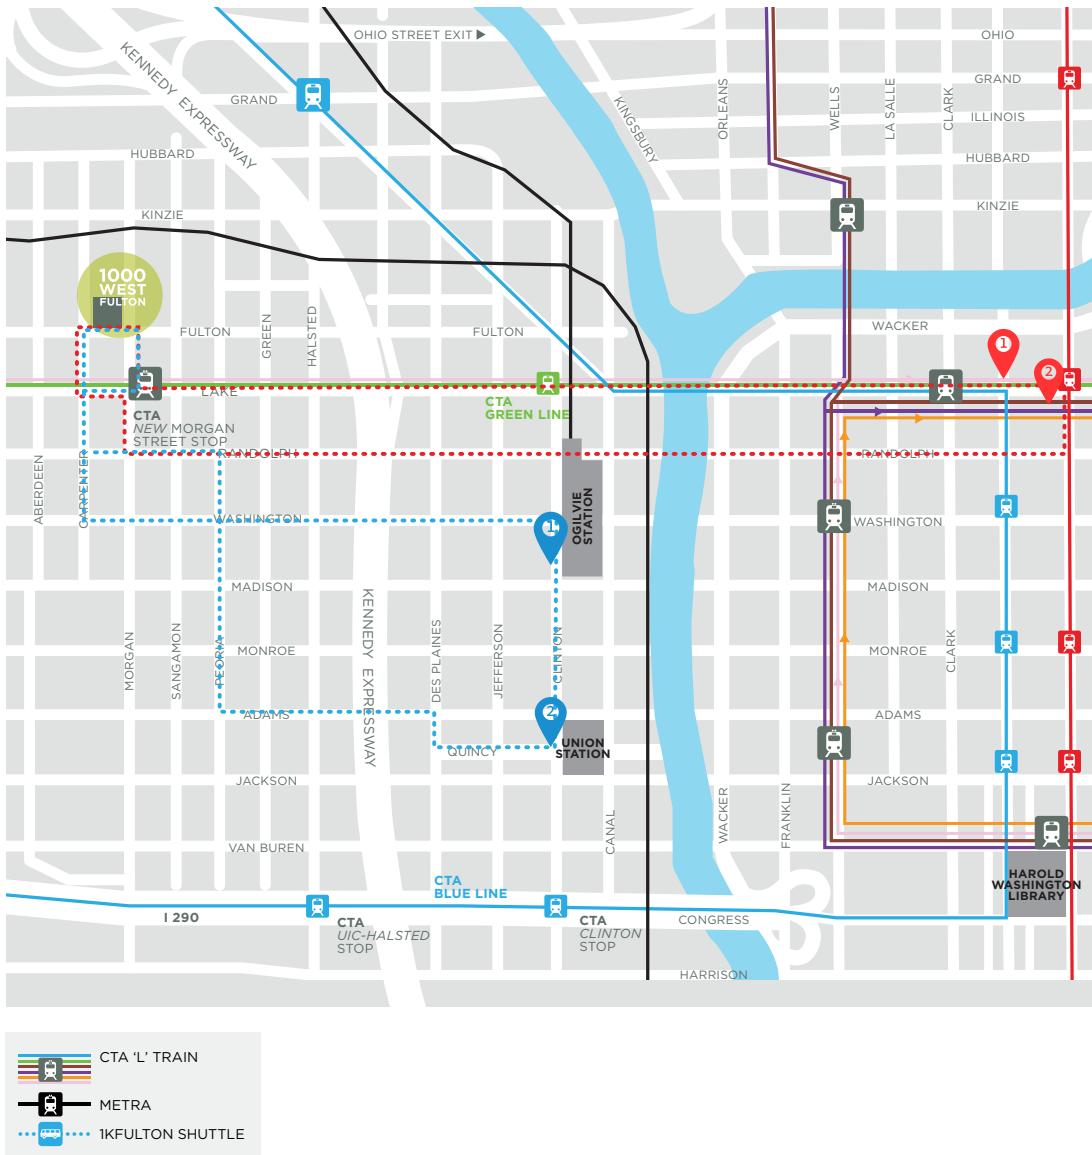 OHIO STREET EXIT ▶
OHIO
KENNEDY EXPRESSWAY
GRAND
GRAND
KINGSBURY
ORLEANS
WELLS
LA SALLE
CLARK
ILLINOIS
HUBBARD
HUBBARD
KINZIE
KINZIE
1000
WEST
FULTON
FULTON
GREEN
HALSTED
FULTON
WACKER
1
2
LAKE
CTA
GREEN LINE
CTA
NEW MORGAN
STREET STOP
RANDOLPH
RANDOLPH
ABERDEEN
CARPENTER
WASHINGTON
1
OGILVIE
STATION
WASHINGTON
MADISON
MADISON
MORGAN
SANGAMON
PEORIA
MONROE
KENNEDY EXPRESSWAY
DES PLAINES
JEFFERSON
CLINTON
MONROE
CLARK
ADAMS
2
ADAMS
QUINCY
UNION
STATION
JACKSON
JACKSON
CANAL
WACKER
FRANKLIN
VAN BUREN
CTA
BLUE LINE
HAROLD
WASHINGTON
LIBRARY
I 290
CTA
UIC-HALSTED
STOP
CTA
CLINTON
STOP
CONGRESS
HARRISON
CTA ‘L’ TRAIN
METRA
1KFULTON SHUTTLE